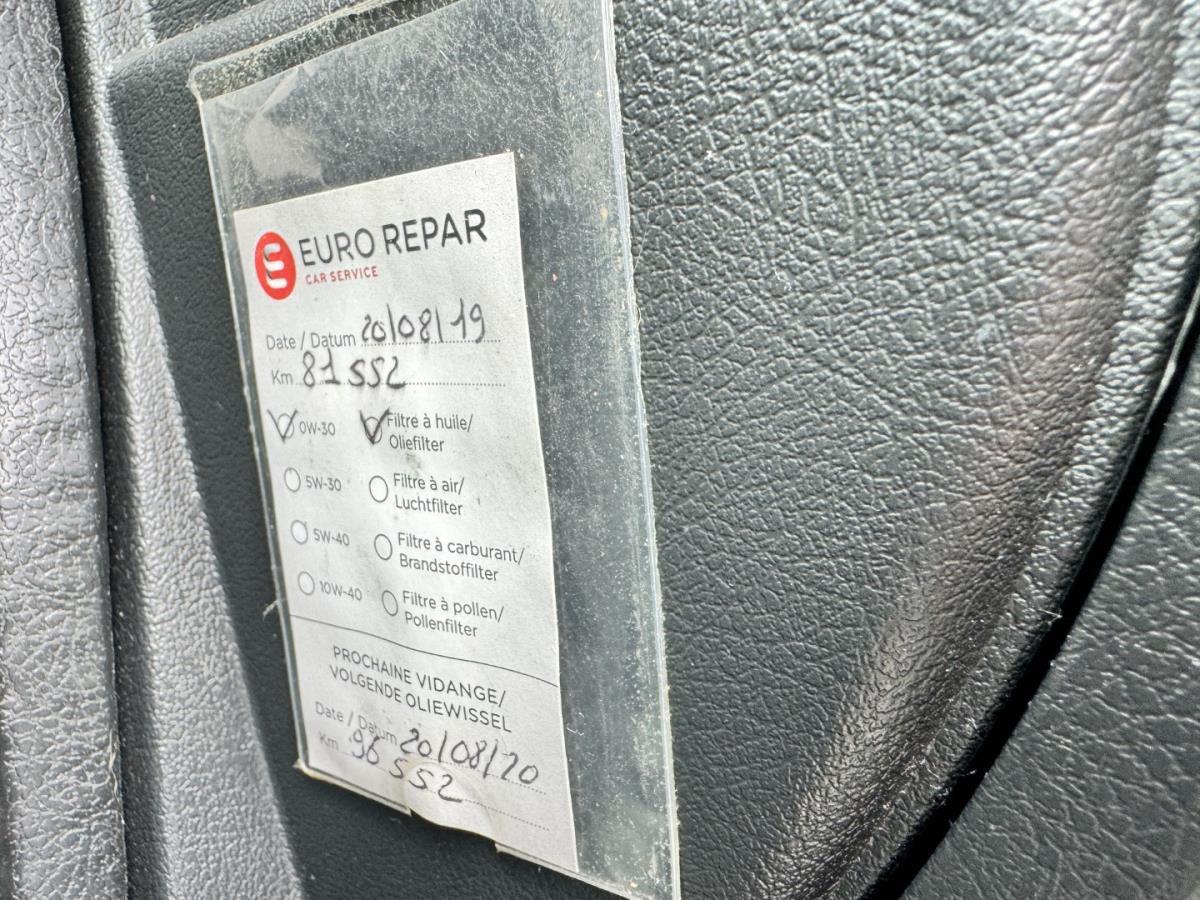 EURO REPAR
CAR SERVICE
Date / Datum 20/08/19
Km 81 552
0W-30
Filtre à huile/
Oliefilter
5W-30
Filtre à air/
Luchtfilter
5W-40
Filtre à carburant/
Brandstoffilter
10W-40
Filtre à pollen/
Pollenfilter
PROCHAINE VIDANGE/
VOLGENDE OLIEWISSEL
Date / Datum 20/08/20
Km 96 552